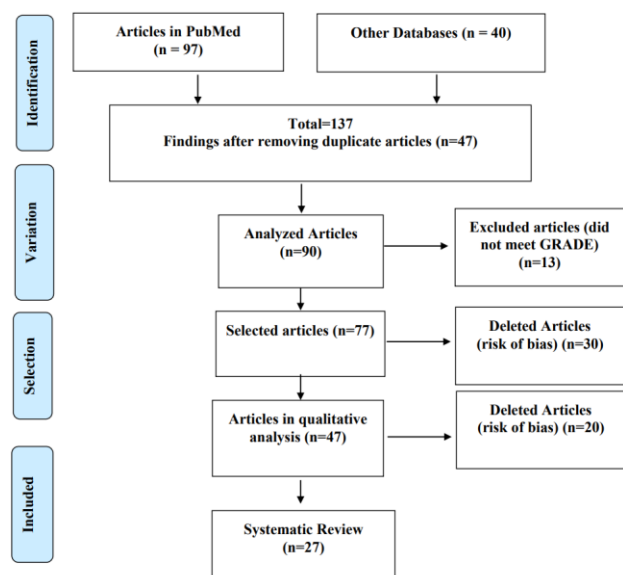 Identification
Articles in PubMed
(n = 97)
Other Databases (n = 40)
Total=137
Findings after removing duplicate articles (n=47)
Variation
Analyzed Articles
(n=90)
Excluded articles (did
not meet GRADE)
(n=13)
Selection
Selected articles (n=77)
Deleted Articles
(risk of bias) (n=30)
Articles in qualitative
analysis (n=47)
Deleted Articles
(risk of bias) (n=20)
Included
Systematic Review
(n=27)